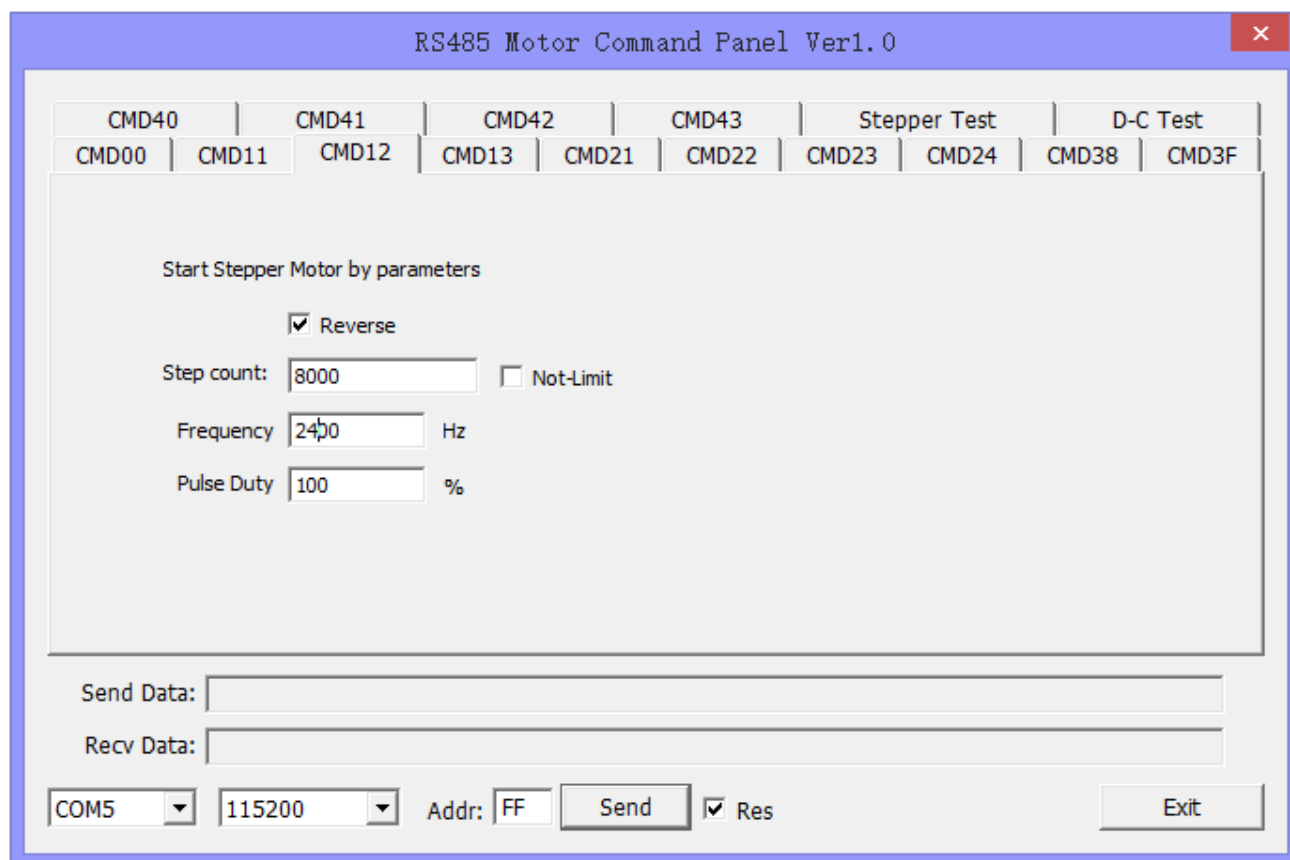 RS485 Motor Command Panel Ver1.0
CMD40 CMD41 CMD42 CMD43 Stepper Test D-C Test
CMD00 CMD11 CMD12 CMD13 CMD21 CMD22 CMD23 CMD24 CMD38 CMD3F
Start Stepper Motor by parameters
Reverse
Step count: 8000 Not-Limit
Frequency 2400 Hz
Pulse Duty 100 %
Send Data:
Recv Data:
COM5 115200 Addr: FF Send Res Exit